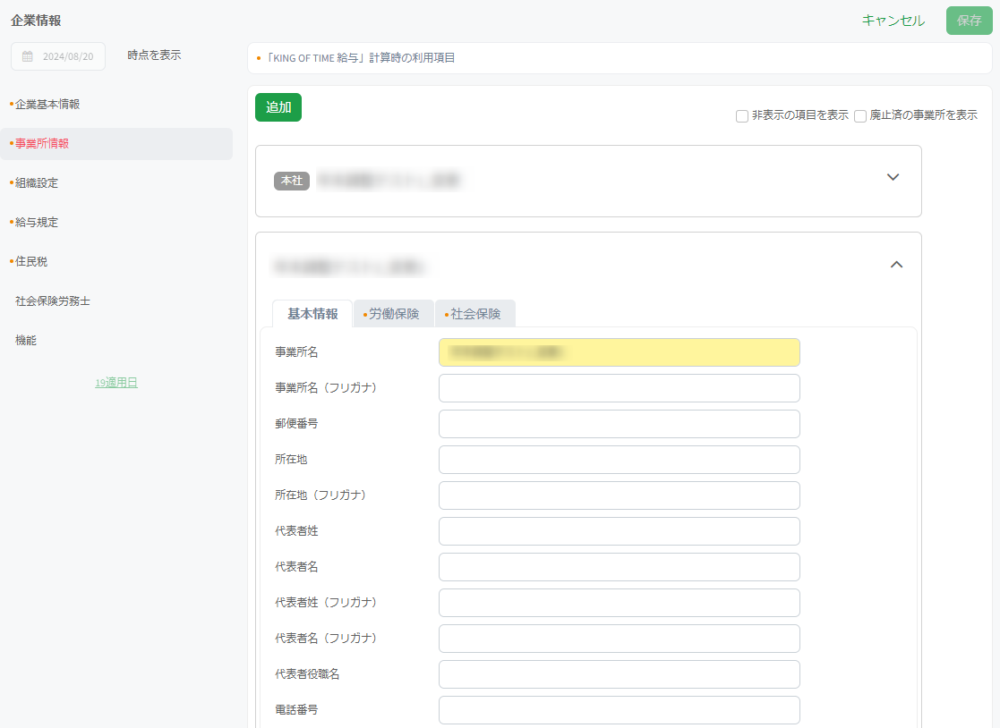 企業情報
キャンセル
保存
2024/08/20
時点を表示
•「KING OF TIME 給与」計算時の利用項目
•企業基本情報
•事業所情報
•組織設定
•給与規定
•住民税
社会保険労務士
機能
19適用日
追加
非表示の項目を表示
廃止済の事業所を表示
本社
基本情報
•労働保険
•社会保険
事業所名
事業所名（フリガナ）
郵便番号
所在地
所在地（フリガナ）
代表者姓
代表者名
代表者姓（フリガナ）
代表者名（フリガナ）
代表者役職名
電話番号